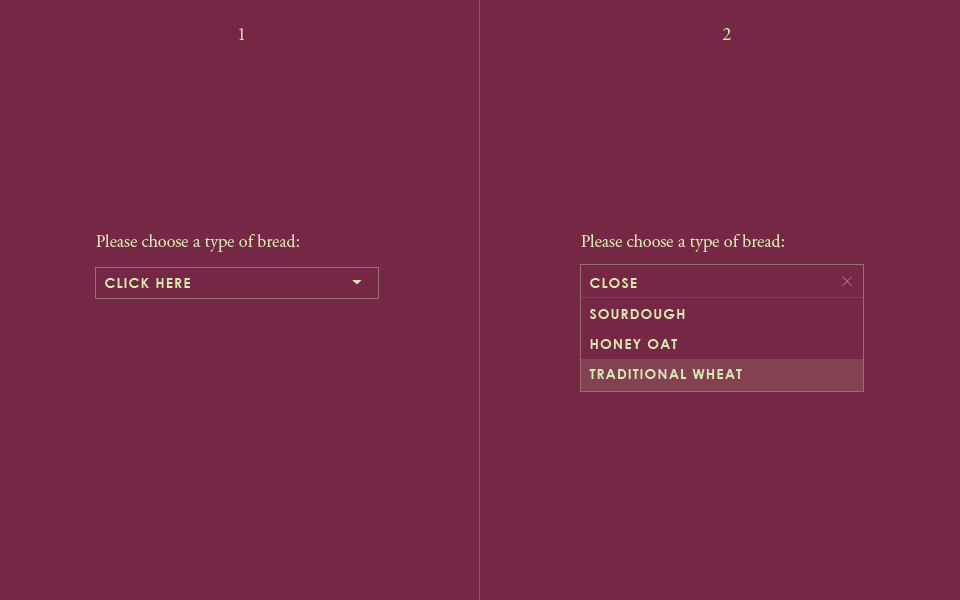 1
Please choose a type of bread:
CLICK HERE
2
Please choose a type of bread:
CLOSE
SOURDOUGH
HONEY OAT
TRADITIONAL WHEAT